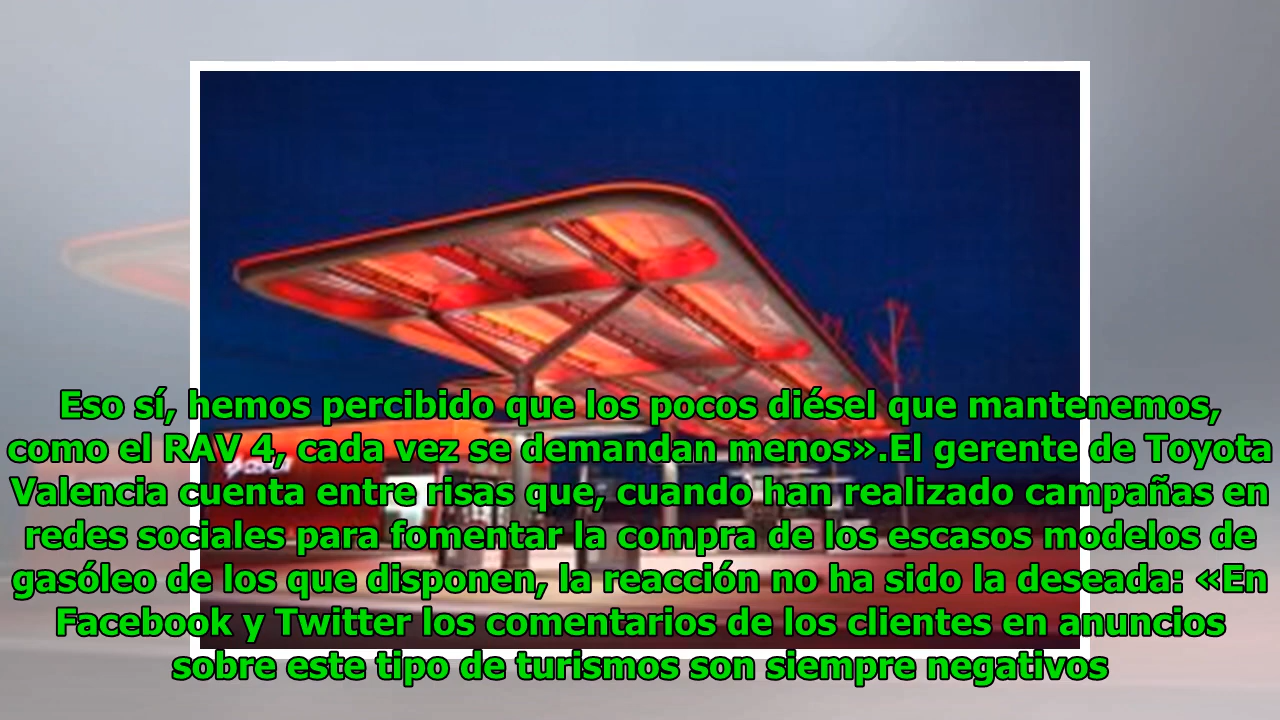 Eso sí, hemos percibido que los pocos diésel que mantenemos,
como el RAV 4, cada vez se demandan menos».El gerente de Toyota
Valencia cuenta entre risas que, cuando han realizado campañas en
redes sociales para fomentar la compra de los escasos modelos de
gasóleo de los que disponen, la reacción no ha sido la deseada: «En
Facebook y Twitter los comentarios de los clientes en anuncios
sobre este tipo de turismos son siempre negativos